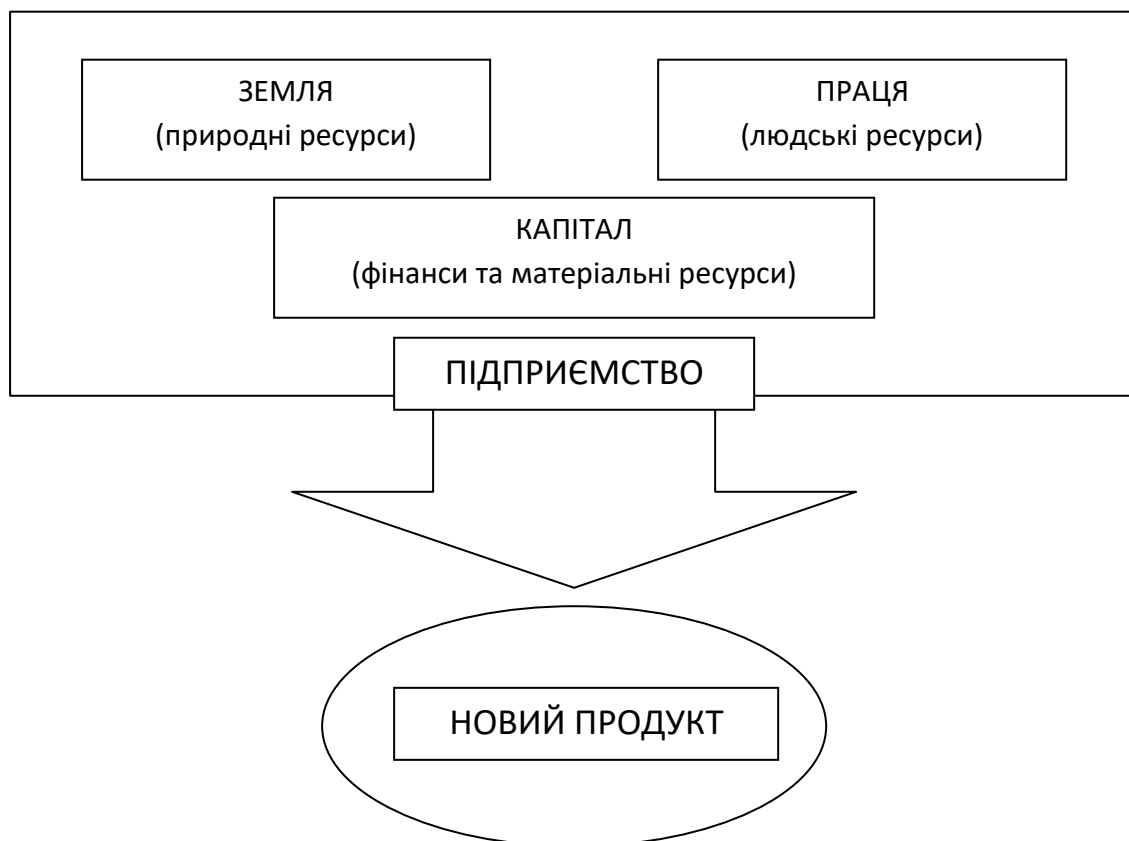 ЗЕМЛЯ
(природні ресурси)
ПРАЦЯ
(людські ресурси)
КАПІТАЛ
(фінанси та матеріальні ресурси)
ПІДПРИЄМСТВО
НОВИЙ ПРОДУКТ